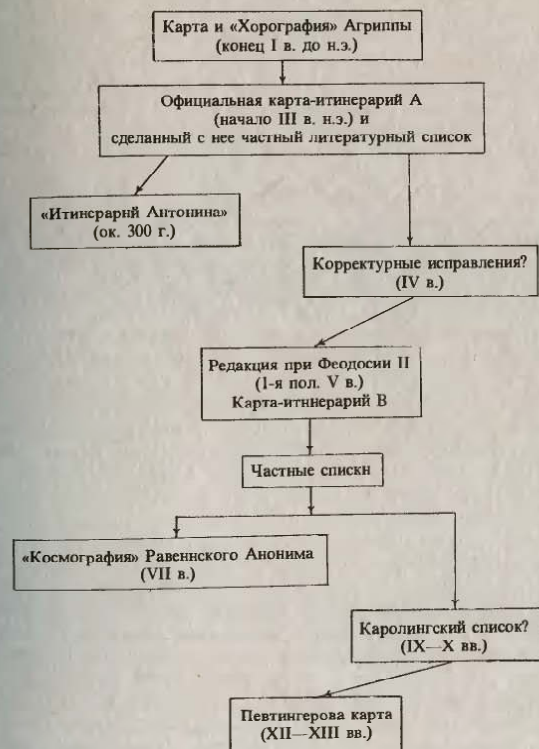 Карта и «Хорография» Агриппы
(конец I в. до н.э.)
Официальная карта-итинерарий А
(начало III в. н.э.) и
сделанный с нее частный литературный список
«Итинерарий Антонина»
(ок. 300 г.)
Корректурные исправления?
(IV в.)
Редакция при Феодосии II
(1-я пол. V в.)
Карта-итинерарий В
Частные списки
«Космография» Равеннского Анонима
(VII в.)
Каролингский список?
(IX—X вв.)
Певтингерова карта
(XII—XIII вв.)